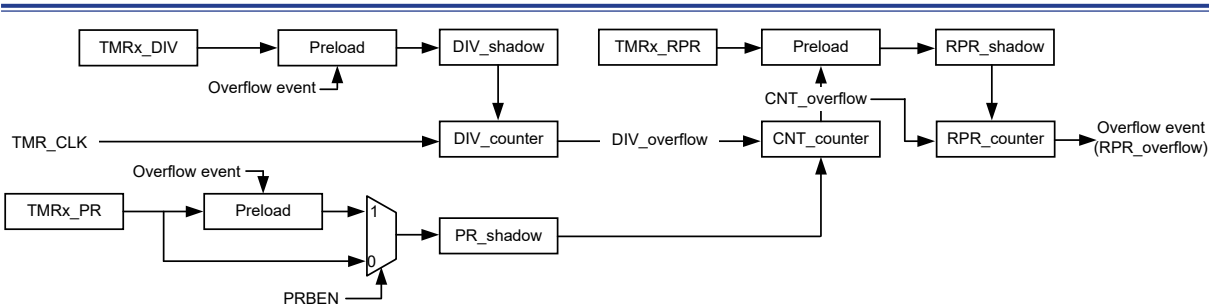 TMRx_DIV
Preload
DIV_shadow
TMRx_RPR
Preload
RPR_shadow
Overflow event
CNT_overflow
TMR_CLK
DIV_counter
DIV_overflow
CNT_counter
RPR_counter
Overflow event
(RPR_overflow)
Overflow event
TMRx_PR
Preload
1
PR_shadow
0
PRBEN